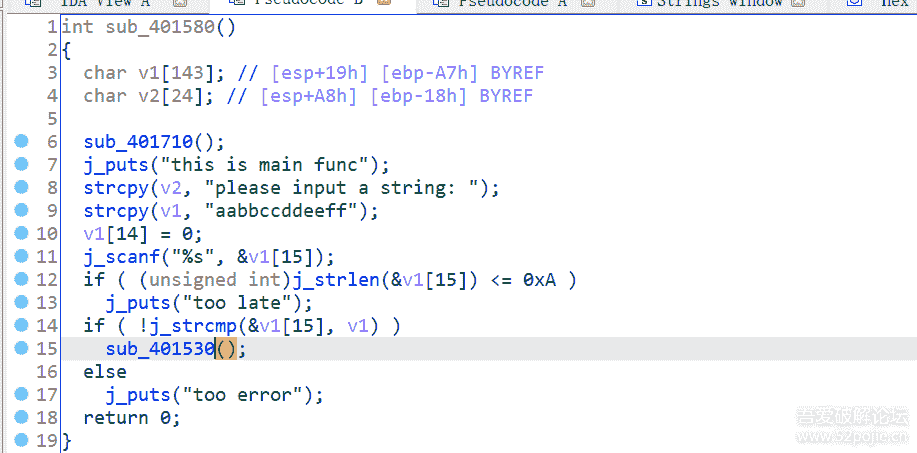 IDA View A Pseudocode B Pseudocode A Strings window Hex
1 int sub_401580()
2 {
3 char v1[143]; // [esp+19h] [ebp-A7h] BYREF
4 char v2[24]; // [esp+A8h] [ebp-18h] BYREF
5
6 sub_401710();
7 j_puts("this is main func");
8 strcpy(v2, "please input a string: ");
9 strcpy(v1, "aabbccddeeff");
10 v1[14] = 0;
11 j_scanf("%s", &v1[15]);
12 if ( (unsigned int)j_strlen(&v1[15]) <= 0xA )
13 j_puts("too late");
14 if ( !j_strcmp(&v1[15], v1) )
15 sub_401530();
16 else
17 j_puts("too error");
18 return 0;
19 }
吾爱破解论坛
www.52pojie.cn